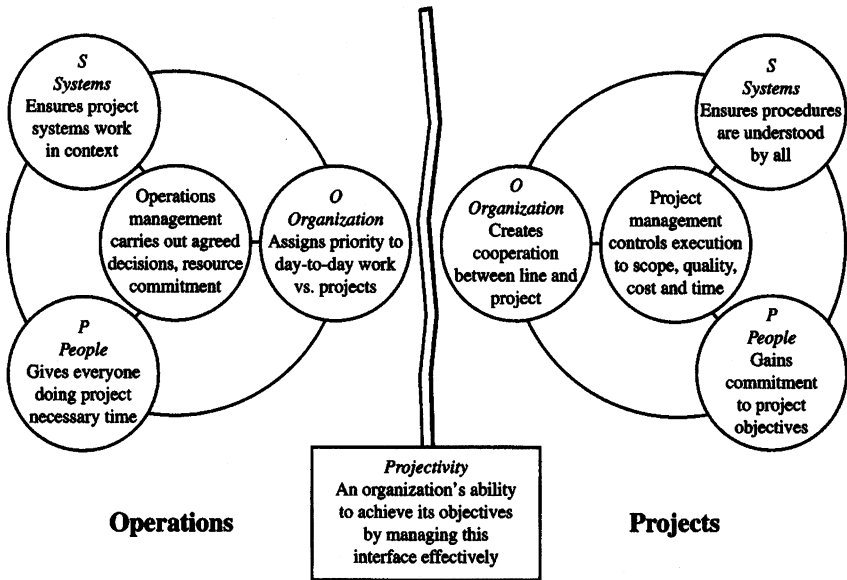 S
Systems
Ensures project
systems work
in context
Operations
management
carries out agreed
decisions, resource
commitment
O
Organization
Assigns priority to
day-to-day work
vs. projects
P
People
Gives everyone
doing project
necessary time
Operations
S
Systems
Ensures procedures
are understood
by all
O
Organization
Creates
cooperation
between line and
project
Project
management
controls execution
to scope, quality,
cost and time
P
People
Gains
commitment
to project
objectives
Projects
Projectivity
An organization's ability
to achieve its objectives
by managing this
interface effectively